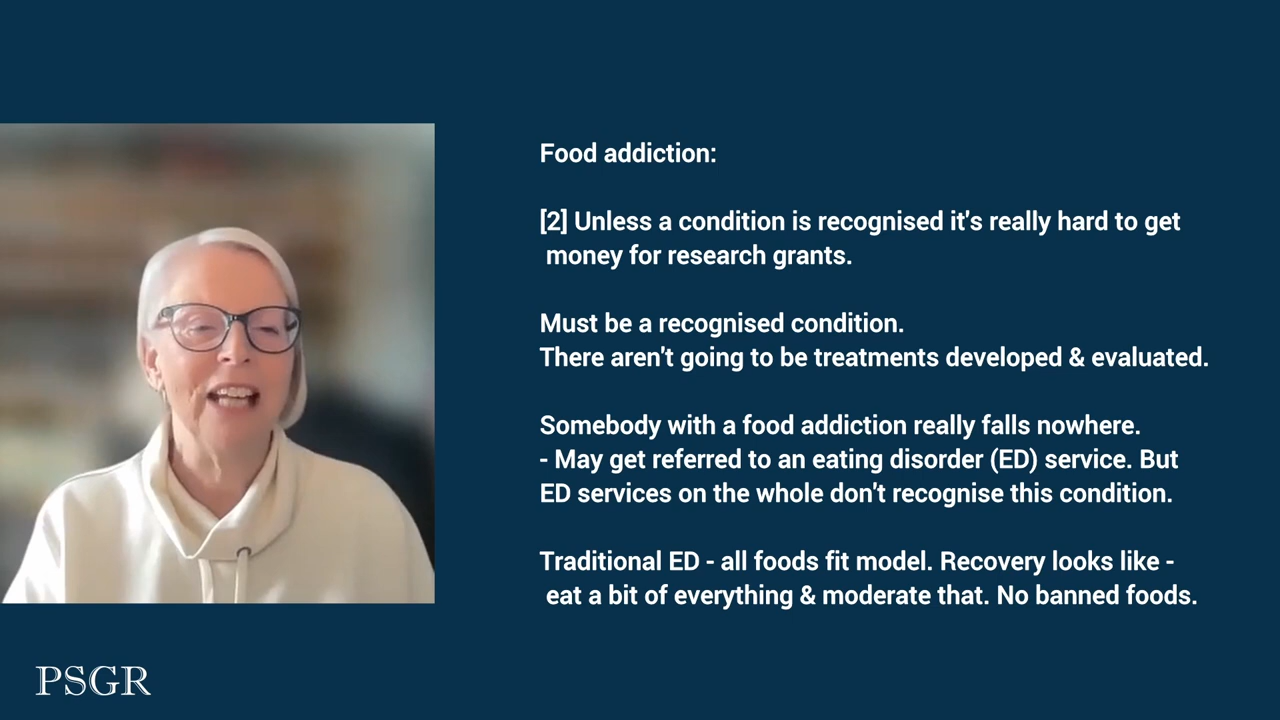 Food addiction:
[2] Unless a condition is recognised it's really hard to get
money for research grants.
Must be a recognised condition.
There aren't going to be treatments developed & evaluated.
Somebody with a food addiction really falls nowhere.
- May get referred to an eating disorder (ED) service. But
ED services on the whole don't recognise this condition.
Traditional ED - all foods fit model. Recovery looks like -
eat a bit of everything & moderate that. No banned foods.
PSGR